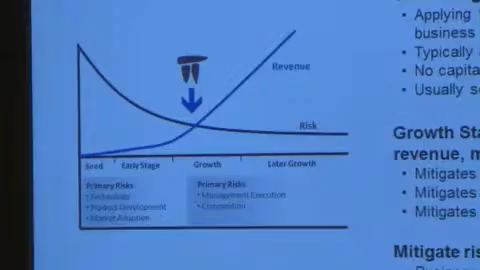 Revenue
Risk
Seed
Early Stage
Growth
Later Growth
Primary Risks
• Technology
• Product Development
• Market Adoption
Primary Risks
• Management Execution
• Competition
• Applying
business
• Typically
• No capita
• Usually s
Growth Sta
revenue, m
• Mitigates
• Mitigates
• Mitigates
Mitigate ris